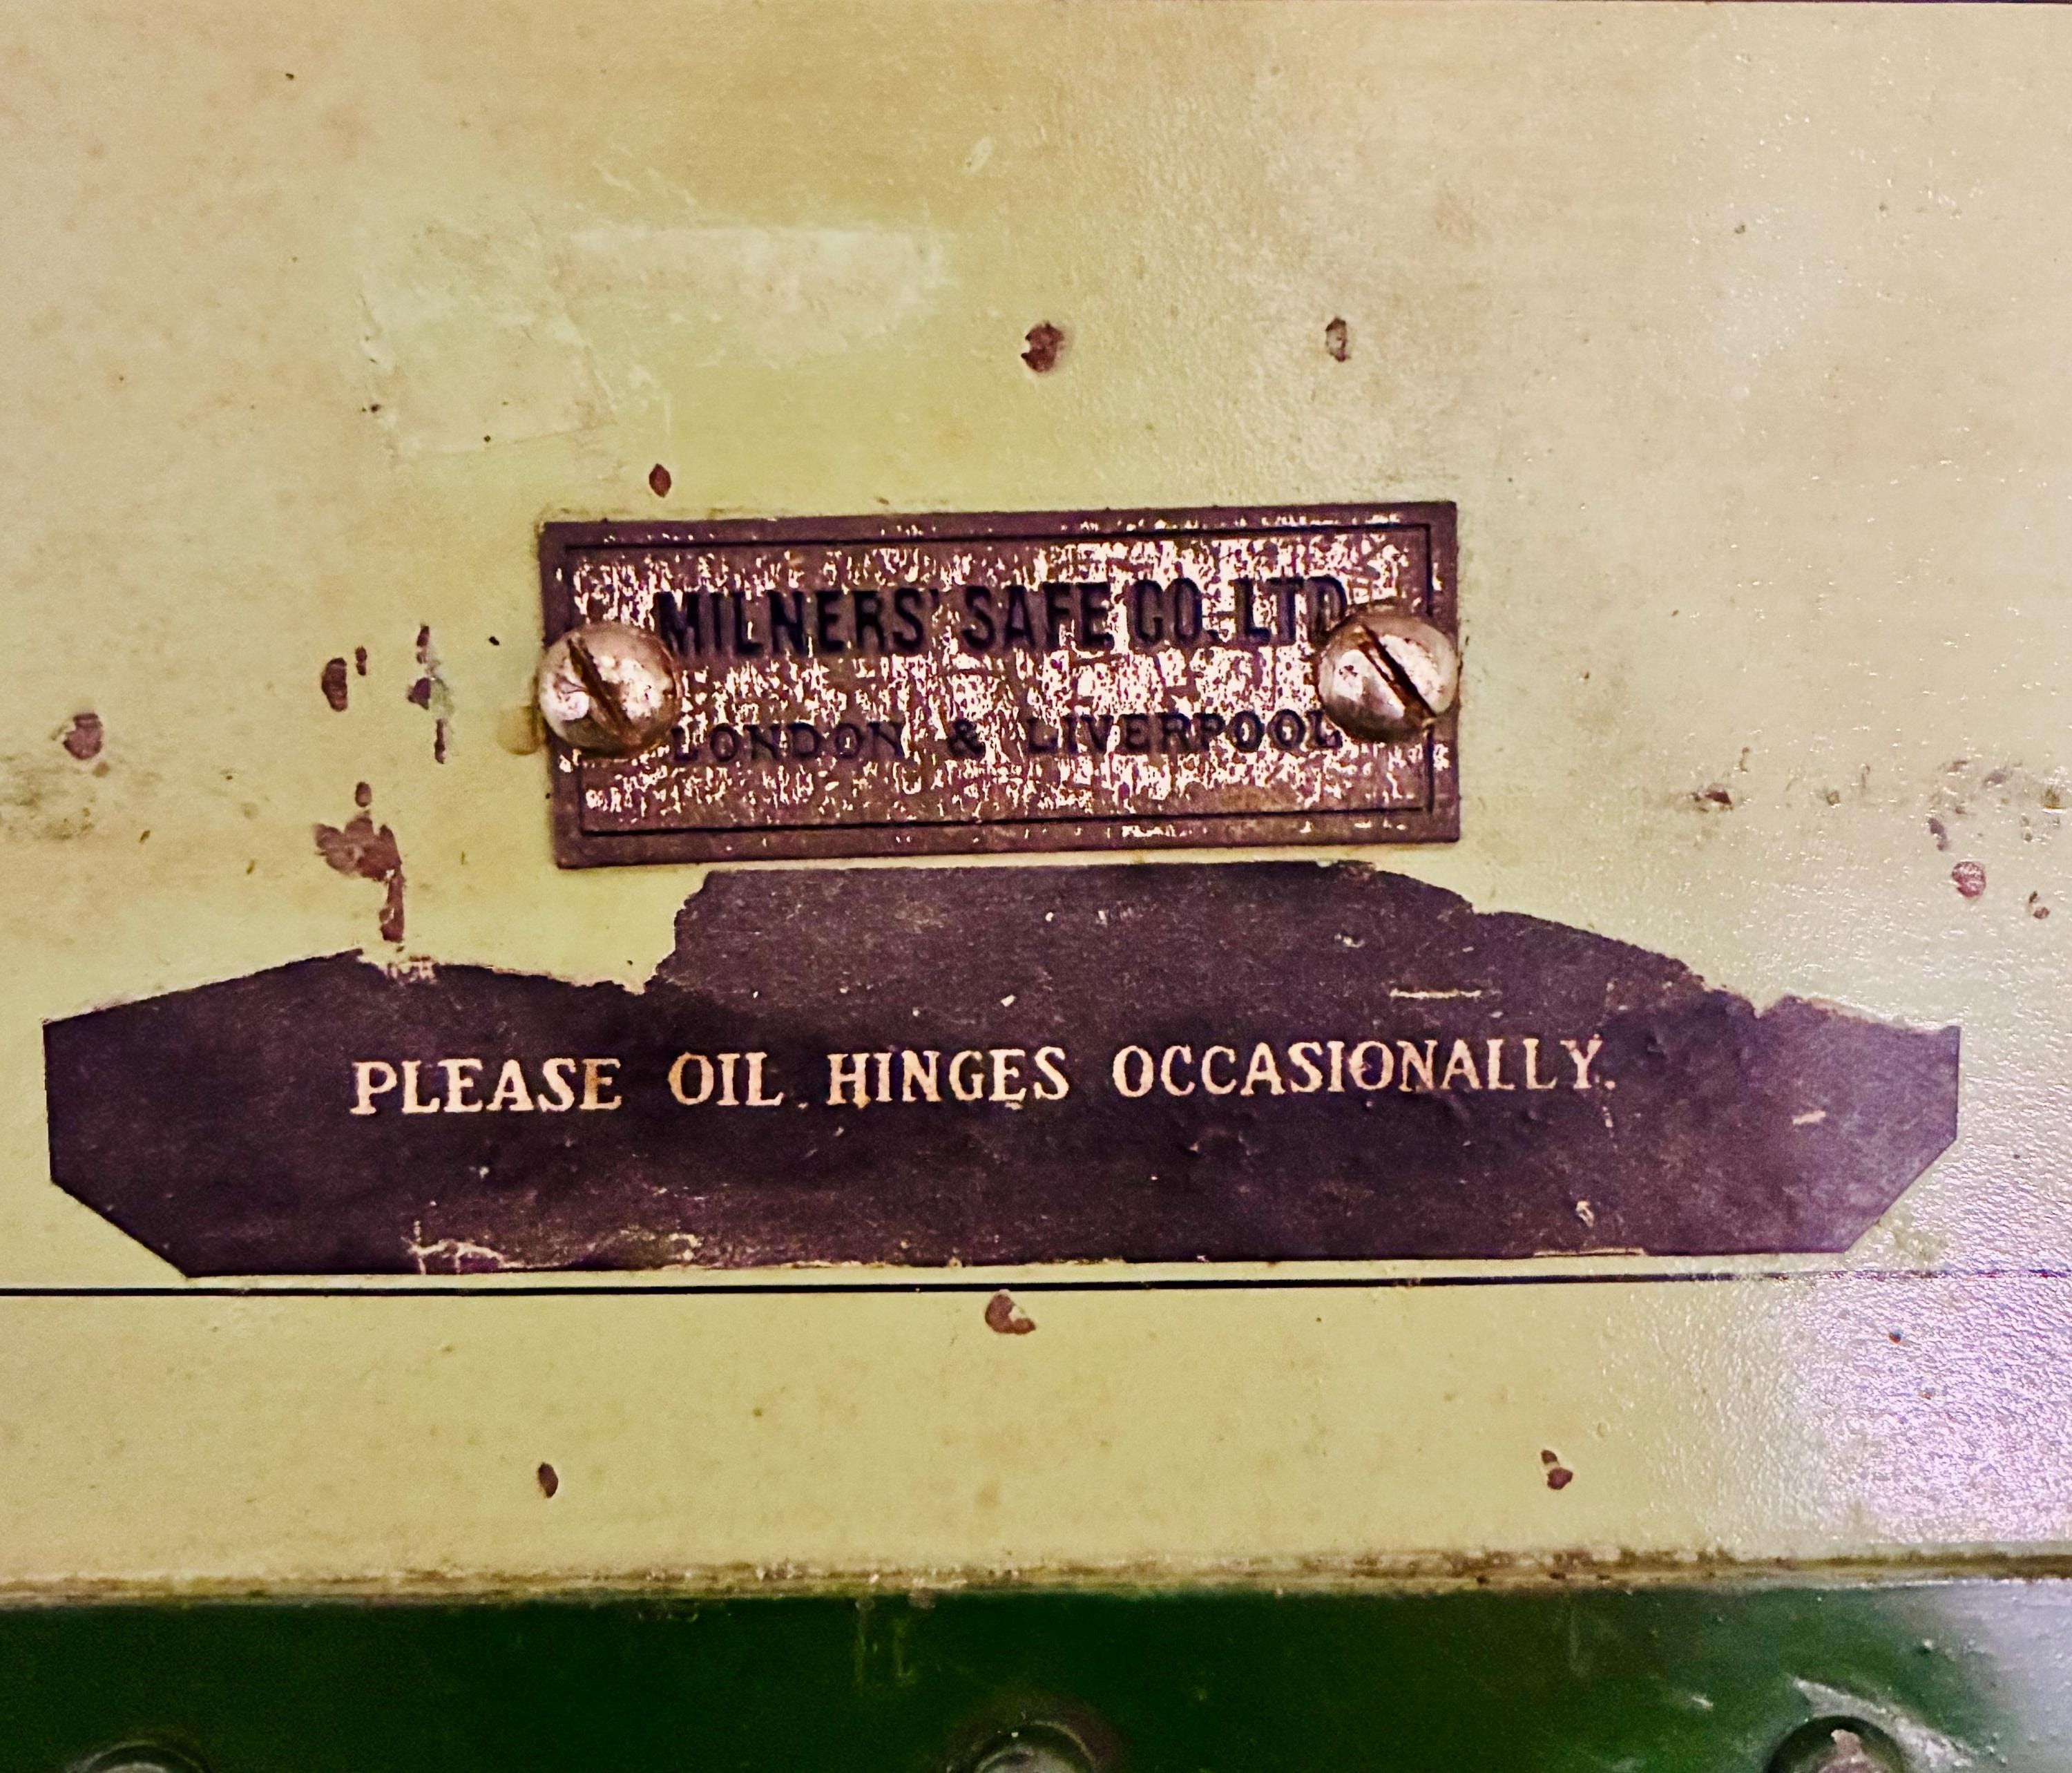 MILNERS' SAFE CO. LTD
LONDON & LIVERPOOL
PLEASE OIL HINGES OCCASIONALLY.